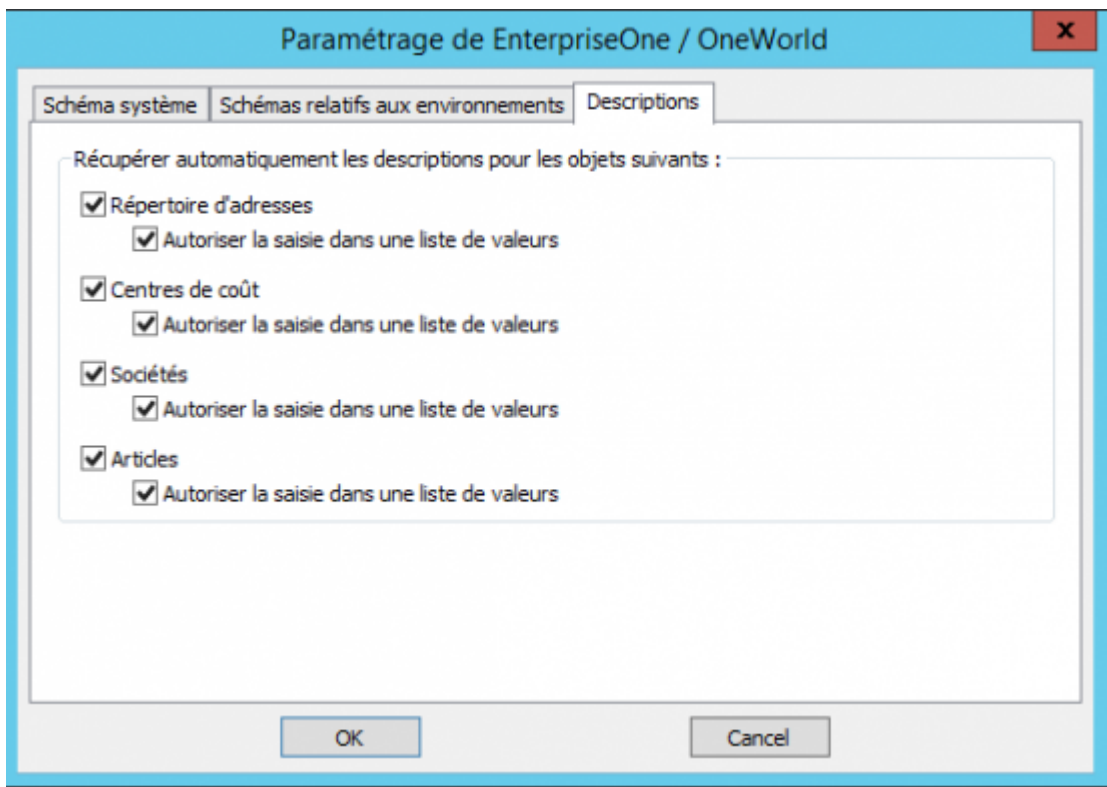 Paramétrage de EnterpriseOne / OneWorld
x
Schéma système Schémas relatifs aux environnements Descriptions
Récupérer automatiquement les descriptions pour les objets suivants :
Répertoire d'adresses
Autoriser la saisie dans une liste de valeurs
Centres de coût
Autoriser la saisie dans une liste de valeurs
Sociétés
Autoriser la saisie dans une liste de valeurs
Articles
Autoriser la saisie dans une liste de valeurs
OK Cancel